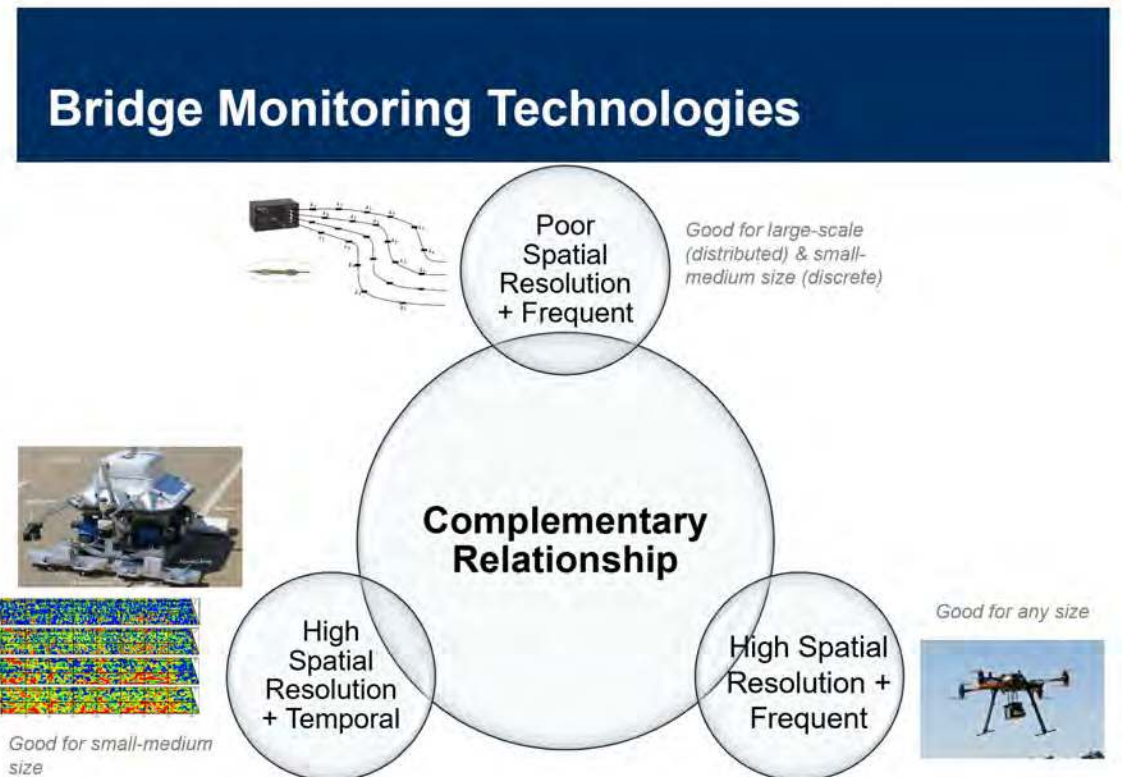 Bridge Monitoring Technologies
Poor
Spatial
Resolution
+ Frequent
Good for large-scale
(distributed) & small-
medium size (discrete)
Complementary
Relationship
High
Spatial
Resolution
+ Temporal
Good for small-medium
size
High Spatial
Resolution +
Frequent
Good for any size